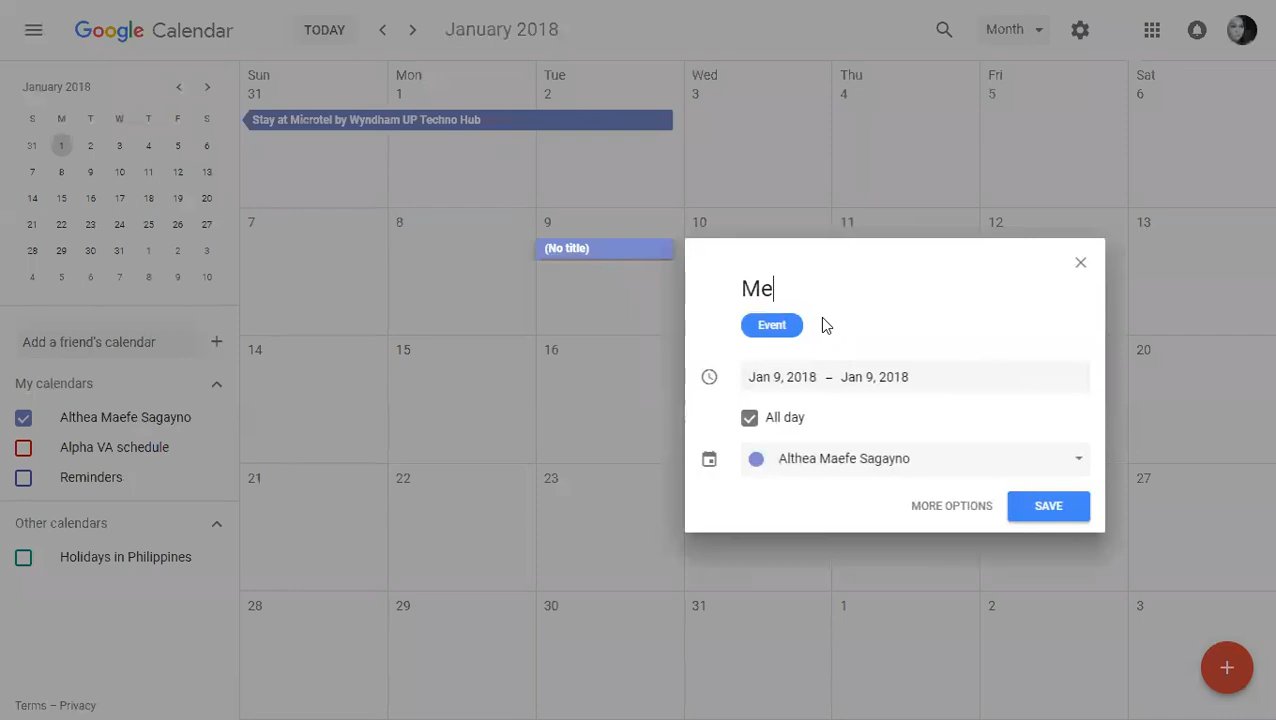 Google Calendar
TODAY
January 2018
Month
January 2018
S M T W T F S
31 1 2 3 4 5 6
7 8 9 10 11 12 13
14 15 16 17 18 19 20
21 22 23 24 25 26 27
28 29 30 31 1 2 3
4 5 6 7 8 9 10
Add a friend's calendar
My calendars
Althea Maefe Sagayno
Alpha VA schedule
Reminders
Other calendars
Holidays in Philippines
Terms – Privacy
Sun Mon Tue Wed Thu Fri Sat
31 1 2 3 4 5 6
Stay at Microtel by Wyndham UP Techno Hub
7 8 9 10 11 12 13
(No title)
Me
Event
Jan 9, 2018 – Jan 9, 2018
All day
Althea Maefe Sagayno
MORE OPTIONS
SAVE
14 15 16 20
21 22 23 27
28 29 30 31 1 2 3